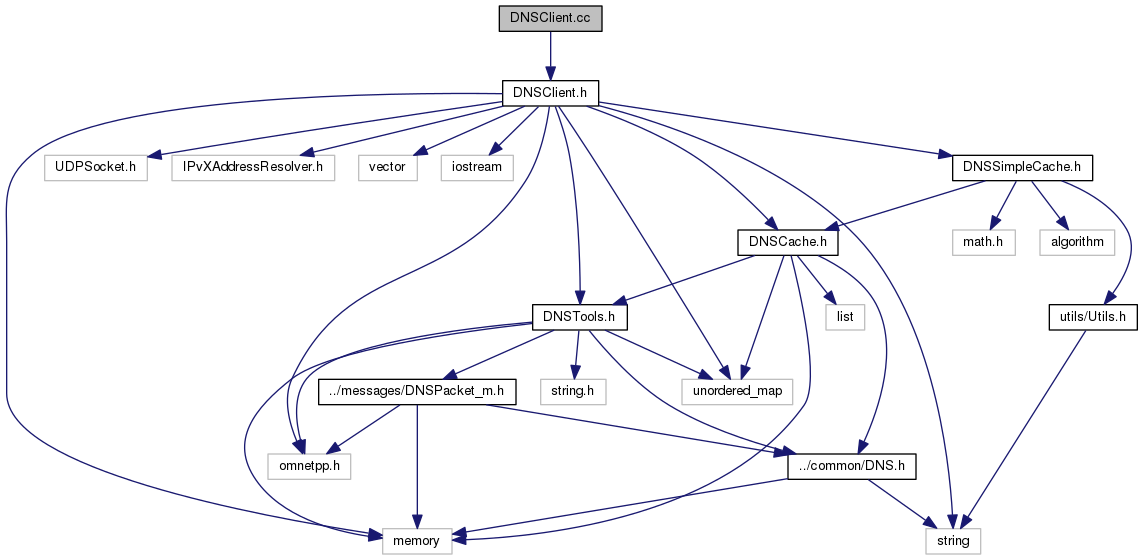 DNSClient.cc
DNSClient.h
UDPSocket.h
IPvXAddressResolver.h
vector
iostream
DNSSimpleCache.h
DNSCache.h
math.h
algorithm
DNSTools.h
list
utils/Utils.h
../messages/DNSPacket_m.h
string.h
unordered_map
omnetpp.h
../common/DNS.h
memory
string